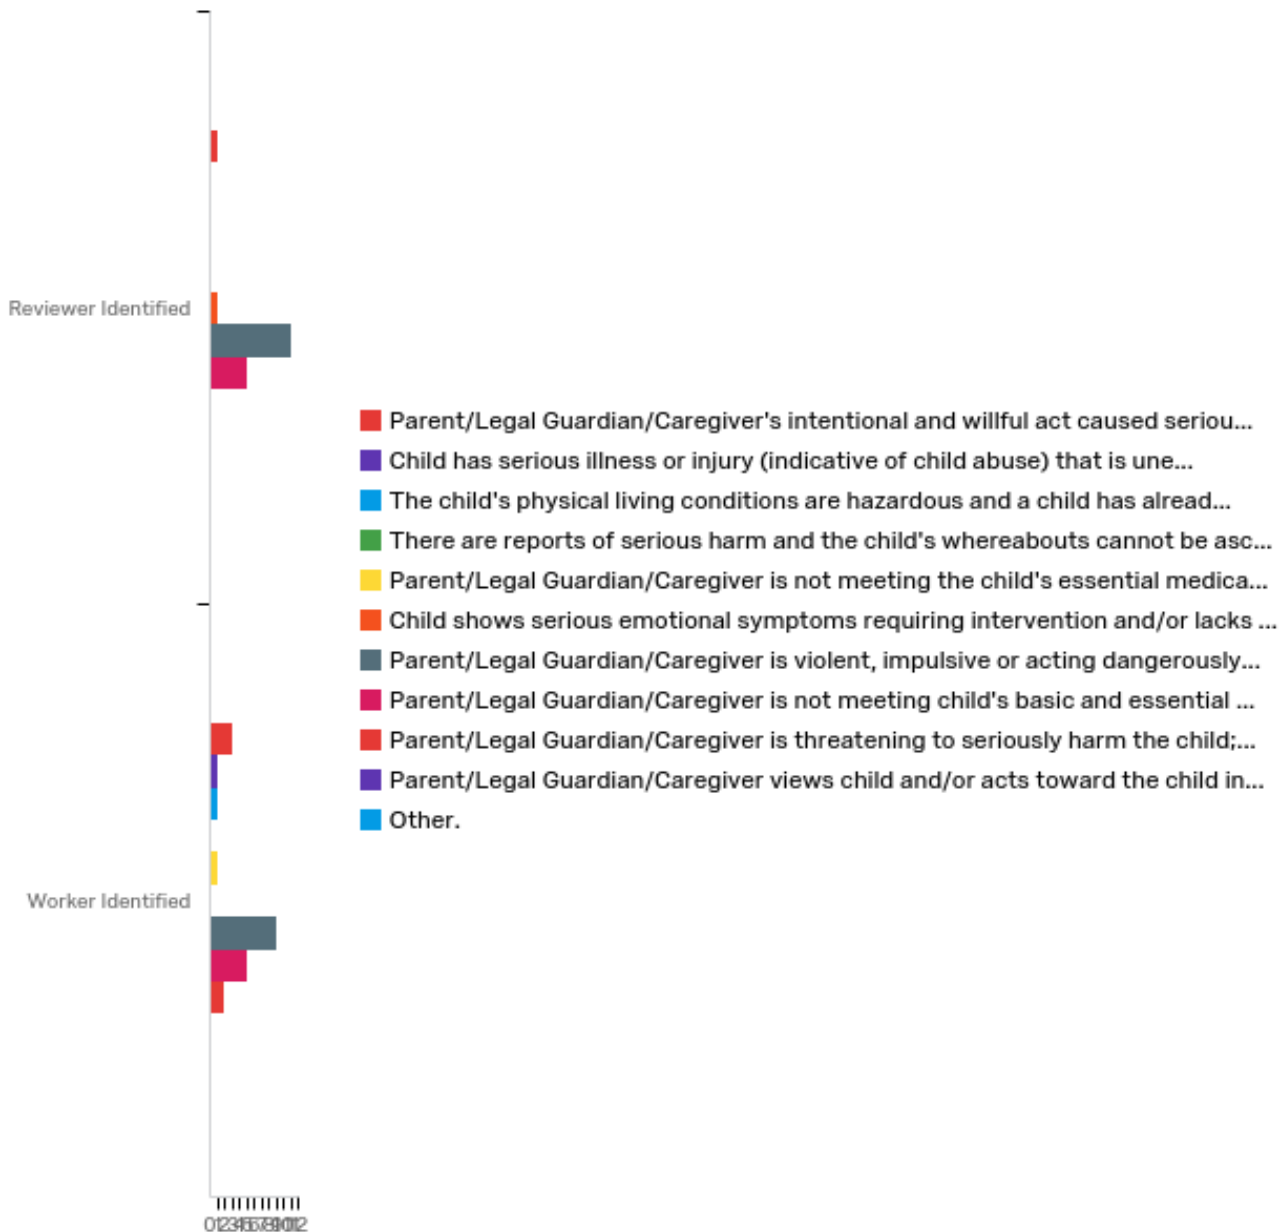 Reviewer Identified
Parent/Legal Guardian/Caregiver's intentional and willful act caused seriou...
Child has serious illness or injury (indicative of child abuse) that is une...
The child's physical living conditions are hazardous and a child has alread...
There are reports of serious harm and the child's whereabouts cannot be asc...
Parent/Legal Guardian/Caregiver is not meeting the child's essential medica...
Child shows serious emotional symptoms requiring intervention and/or lacks ...
Parent/Legal Guardian/Caregiver is violent, impulsive or acting dangerously...
Parent/Legal Guardian/Caregiver is not meeting child's basic and essential ...
Parent/Legal Guardian/Caregiver is threatening to seriously harm the child;...
Parent/Legal Guardian/Caregiver views child and/or acts toward the child in...
Other.
Worker Identified